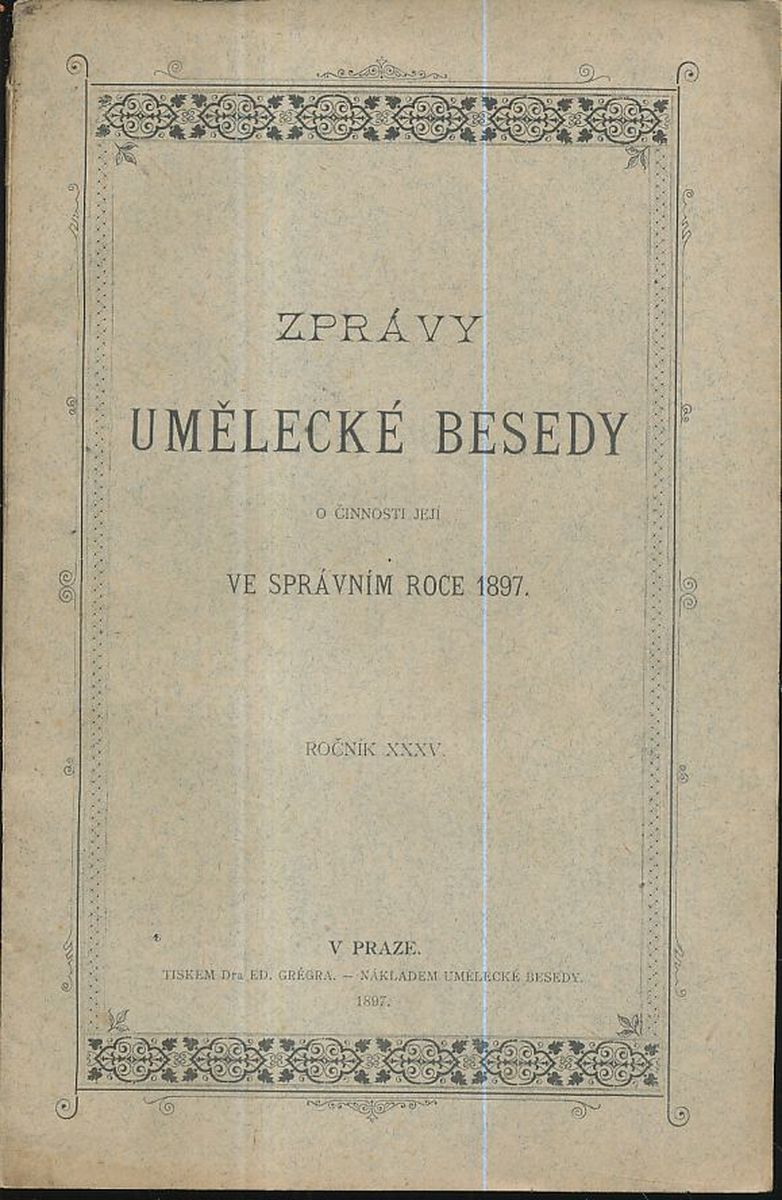 ZPRÁVY
UMĚLECKÉ BESEDY
O ČINNOSTI JEJÍ
VE SPRÁVNÍM ROCE 1897.
ROČNÍK XXXV.
V PRAZE.
TISKEM Dra ED. GRÉGRA. — NÁKLADEM UMĚLECKÉ BESEDY.
1897.